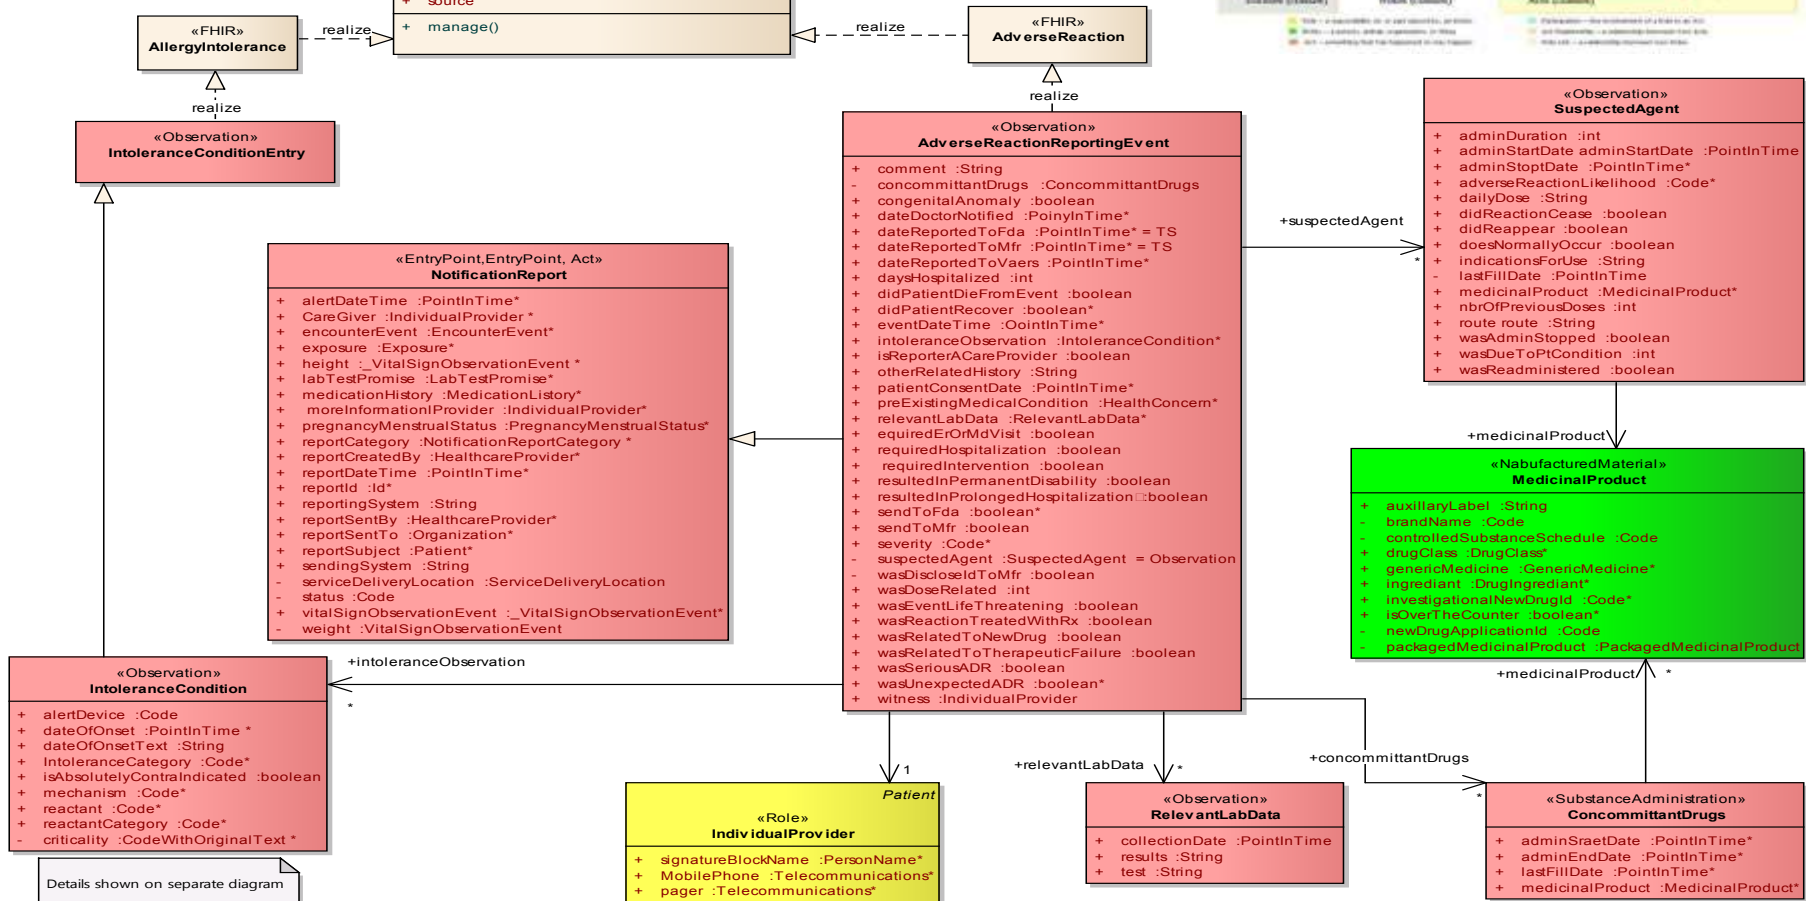 + source
+ manage()
«FHIR»
AllergyIntolerance
realize
realize
«FHIR»
AdverseReaction
realize
realize
«Observation»
IntoleranceConditionEntry
«EntryPoint,EntryPoint, Act»
NotificationReport
+ alertDateTime :PointInTime*
+ CareGiver :IndividualProvider *
+ encounterEvent :EncounterEvent*
+ exposure :Exposure*
+ height :_VitalSignObservationEvent *
+ labTestPromise :LabTestPromise*
+ medicationHistory :MedicationListory*
+ moreInformationlProvider :IndividualProvider*
+ pregnancyMenstrualStatus :PregnancyMenstrualStatus*
+ reportCategory :NotificationReportCategory *
+ reportCreatedBy :HealthcareProvider*
+ reportDateTime :PointInTime*
+ reportId :Id*
+ reportingSystem :String
+ reportSentBy :HealthcareProvider*
+ reportSentTo :Organization*
+ reportSubject :Patient*
+ sendingSystem :String
- serviceDeliveryLocation :ServiceDeliveryLocation
- status :Code
+ vitalSignObservationEvent :_VitalSignObservationEvent*
- weight :VitalSignObservationEvent
«Observation»
AdverseReactionReportingEvent
+ comment :String
- concommittantDrugs :ConcommittantDrugs
+ congenitalAnomaly :boolean
+ dateDoctorNotified :PoinyInTime*
+ dateReportedToFda :PointInTime* = TS
+ dateReportedToMfr :PointInTime* = TS
+ dateReportedToVaers :PointInTime*
+ daysHospitalized :int
+ didPatientDieFromEvent :boolean
+ didPatientRecover :boolean*
+ eventDateTime :OointInTime*
+ intoleranceObservation :IntoleranceCondition*
+ isReporterACareProvider :boolean
+ otherRelatedHistory :String
+ patientConsentDate :PointInTime*
+ preExistingMedicalCondition :HealthConcern*
+ relevantLabData :RelevantLabData*
+ equiredErOrMdVisit :boolean
+ requiredHospitalization :boolean
+ requiredIntervention :boolean
+ resultedInPermanentDisability :boolean
+ resultedInProlongedHospitalization□:boolean
+ sendToFda :boolean*
+ sendToMfr :boolean
+ severity :Code*
- suspectedAgent :SuspectedAgent = Observation
- wasDiscloseIdToMfr :boolean
+ wasDoseRelated :int
+ wasEventLifeThreatening :boolean
+ wasReactionTreatedWithRx :boolean
+ wasRelatedToNewDrug :boolean
+ wasRelatedToTherapeuticFailure :boolean
+ wasSeriousADR :boolean
+ wasUnexpectedADR :boolean*
+ witness :IndividualProvider
+suspectedAgent
*
«Observation»
SuspectedAgent
+ adminDuration :int
+ adminStartDate adminStartDate :PointInTime
+ adminStoptDate :PointInTime*
+ adverseReactionLikelihood :Code*
+ dailyDose :String
+ didReactionCease :boolean
+ didReappear :boolean
+ doesNormallyOccur :boolean
+ indicationsForUse :String
- lastFillDate :PointInTime
+ medicinalProduct :MedicinalProduct*
+ nbrOfPreviousDoses :int
+ route route :String
+ wasAdminStopped :boolean
+ wasDueToPtCondition :int
+ wasReadministered :boolean
+medicinalProduct
«NabufacturedMaterial»
MedicinalProduct
+ auxillaryLabel :String
- brandName :Code
- controlledSubstanceSchedule :Code
+ drugClass :DrugClass*
+ genericMedicine :GenericMedicine*
+ ingrediant :DrugIngrediant*
+ investigationalNewDrugId :Code*
+ isOverTheCounter :boolean*
- newDrugApplicationId :Code
- packagedMedicinalProduct :PackagedMedicinalProduct
+medicinalProduct *
+intoleranceObservation
*
«Observation»
IntoleranceCondition
+ alertDevice :Code
+ dateOfOnset :PointInTime *
+ dateOfOnsetText :String
+ IntoleranceCategory :Code*
+ isAbsolutelyContraIndicated :boolean
+ mechanism :Code*
+ reactant :Code*
+ reactantCategory :Code*
- criticality :CodeWithOriginalText *
Details shown on separate diagram
1
Patient
«Role»
IndividualProvider
+ signatureBlockName :PersonName*
+ MobilePhone :Telecommunications*
+ pager :Telecommunications*
+relevantLabData *
«Observation»
RelevantLabData
+ collectionDate :PointInTime
+ results :String
+ test :String
+concommittantDrugs
*
«SubstanceAdministration»
ConcommittantDrugs
+ adminSraetDate :PointInTime*
+ adminEndDate :PointInTime*
+ lastFillDate :PointInTime*
+ medicinalProduct :MedicinalProduct*